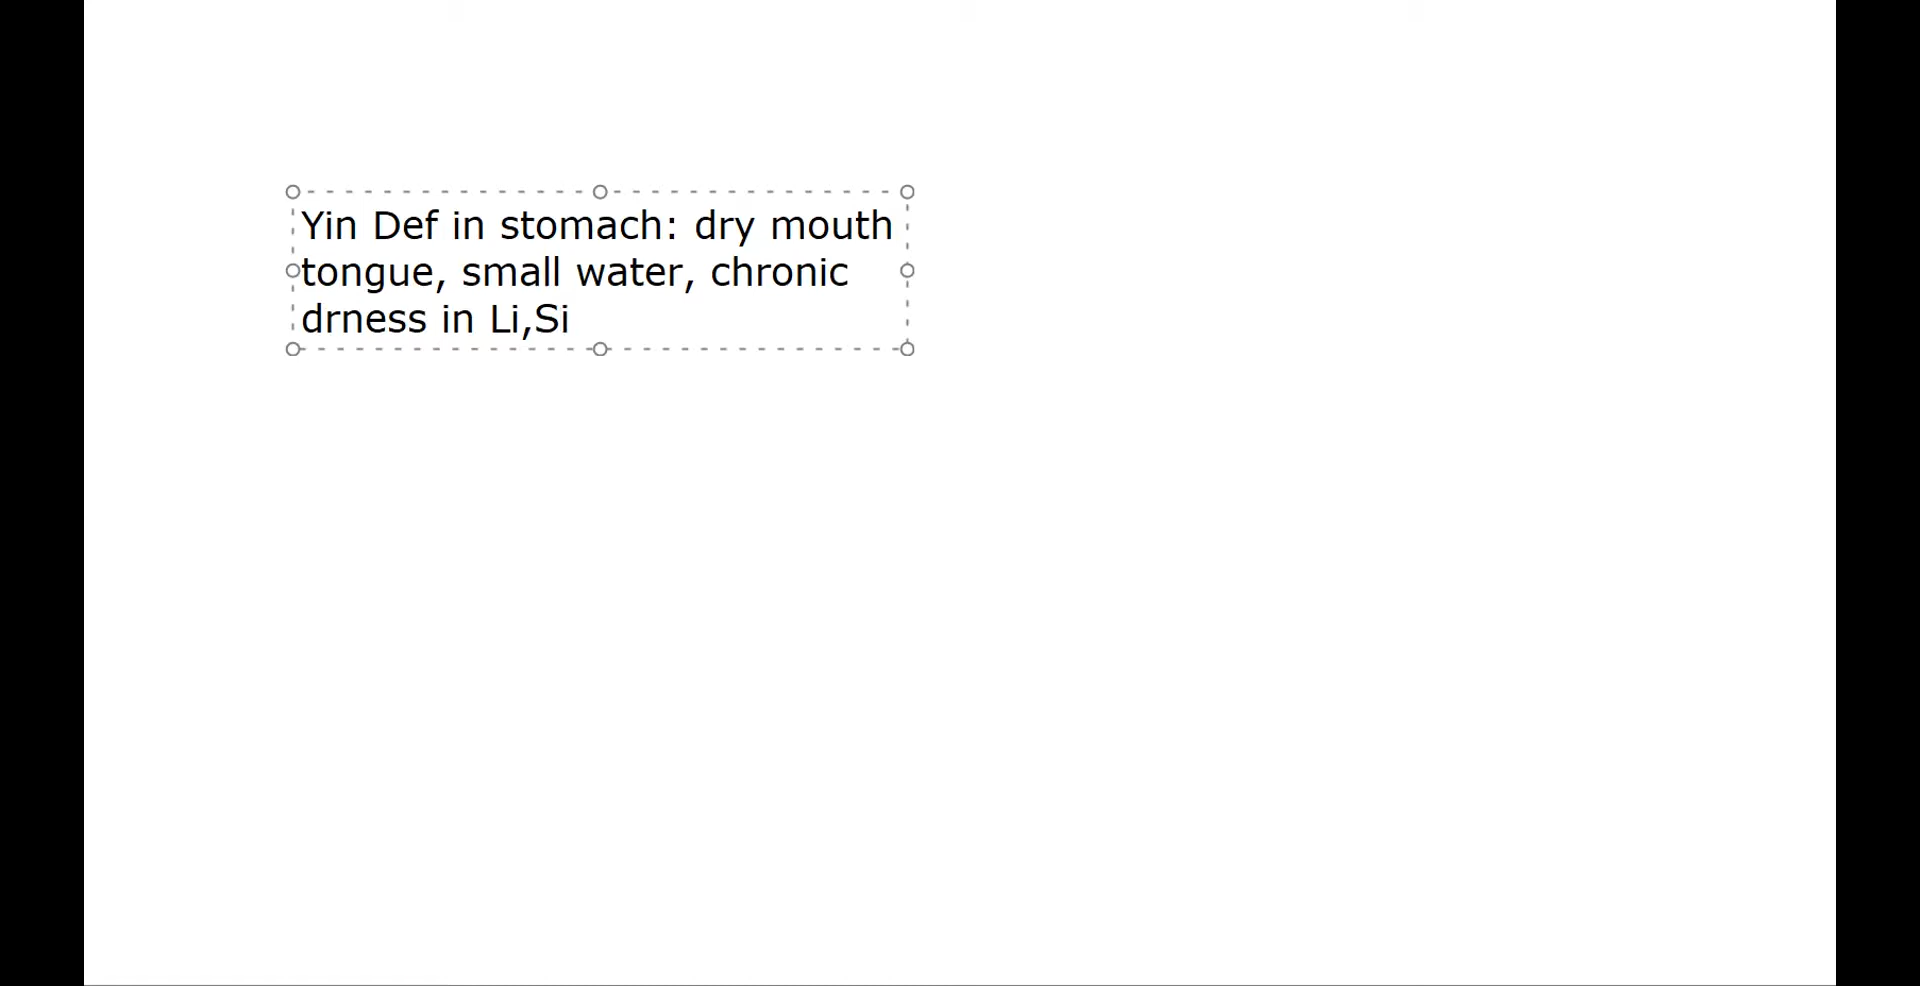 Yin Def in stomach: dry mouth
tongue, small water, chronic
drness in Li,Si